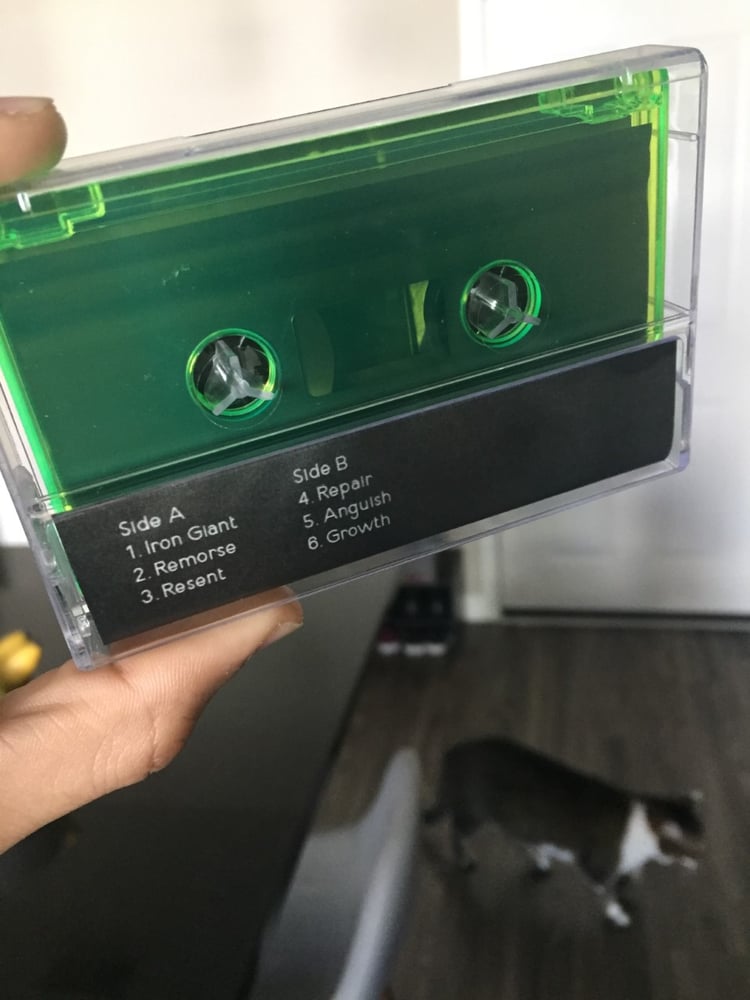 Side A
1. Iron Giant
2. Remorse
3. Resent
Side B
4. Repair
5. Anguish
6. Growth